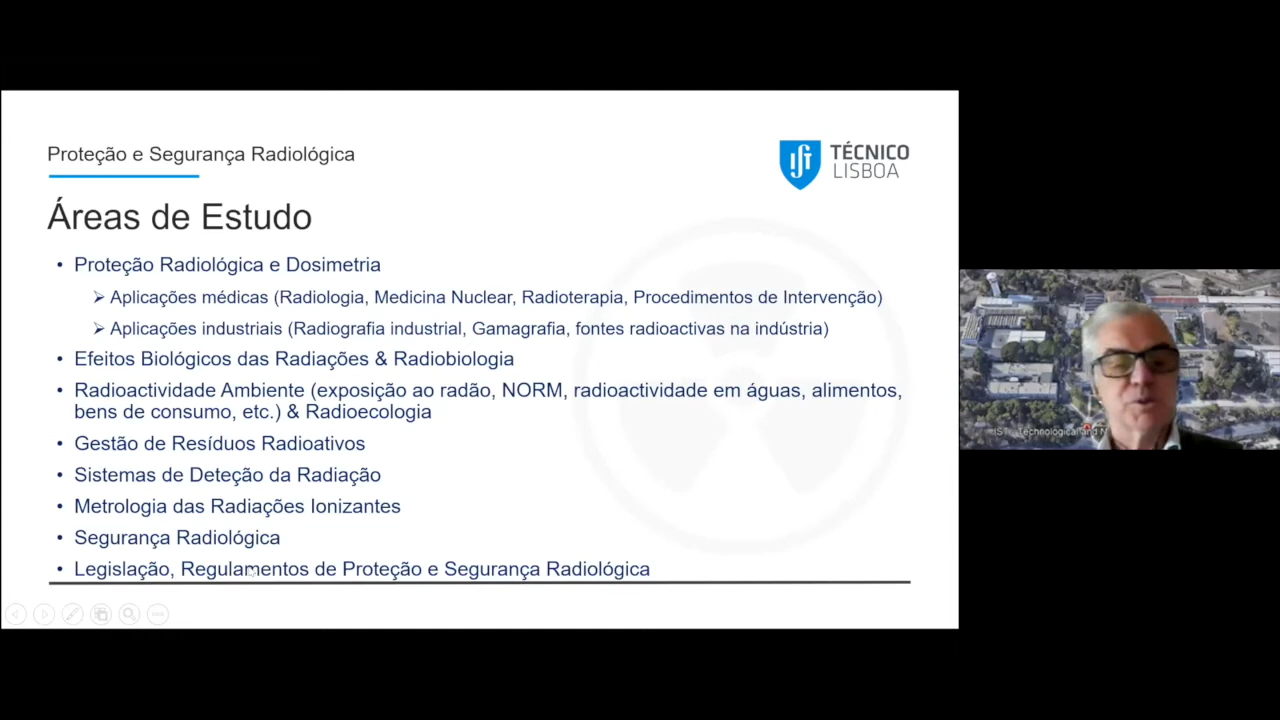 Proteção e Segurança Radiológica
TÉCNICO
LISBOA
Áreas de Estudo
• Proteção Radiológica e Dosimetria
➢ Aplicações médicas (Radiologia, Medicina Nuclear, Radioterapia, Procedimentos de Intervenção)
➢ Aplicações industriais (Radiografia industrial, Gamagrafia, fontes radioactivas na indústria)
• Efeitos Biológicos das Radiações & Radiobiologia
• Radioactividade Ambiente (exposição ao radão, NORM, radioactividade em águas, alimentos,
bens de consumo, etc.) & Radioecologia
• Gestão de Resíduos Radioativos
• Sistemas de Deteção da Radiação
• Metrologia das Radiações Ionizantes
• Segurança Radiológica
• Legislação, Regulamentos de Proteção e Segurança Radiológica
Technological and